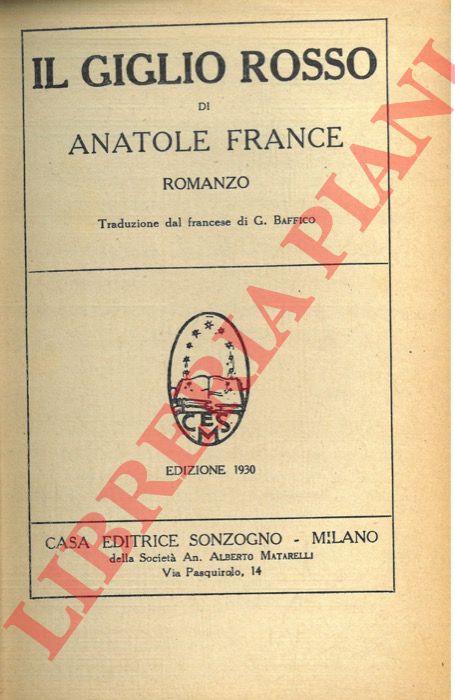 IL GIGLIO ROSSO
DI
ANATOLE FRANCE
ROMANZO
Traduzione dal francese di G. BAFFICO
CES
M
EDIZIONE 1930
CASA EDITRICE SONZOGNO - MILANO
della Società An. ALBERTO MATARELLI
Via Pasquirolo, 14
LIBRERIA PIANI